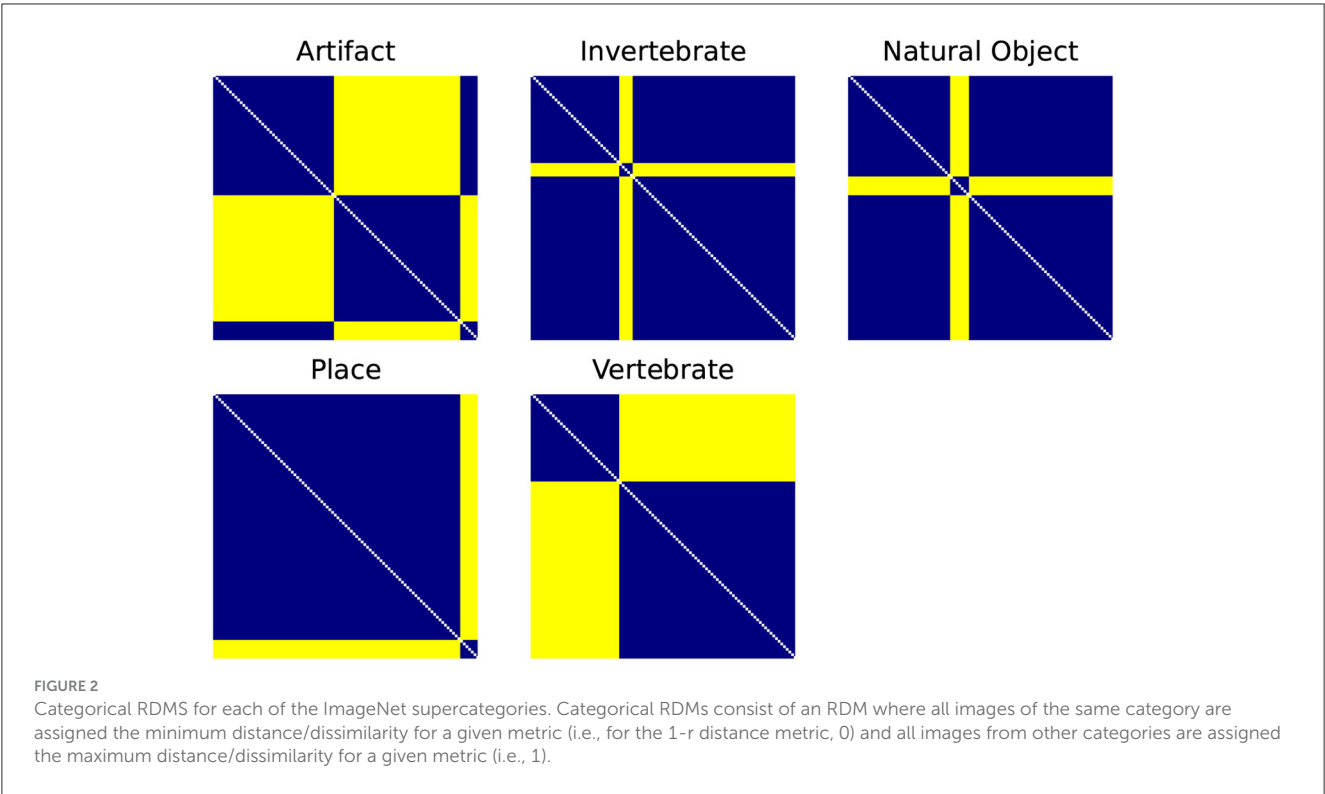 Artifact
Invertebrate
Natural Object
Place
Vertebrate
FIGURE 2
Categorical RDMS for each of the ImageNet supercategories. Categorical RDMs consist of an RDM where all images of the same category are
assigned the minimum distance/dissimilarity for a given metric (i.e., for the 1-r distance metric, 0) and all images from other categories are assigned
the maximum distance/dissimilarity for a given metric (i.e., 1).